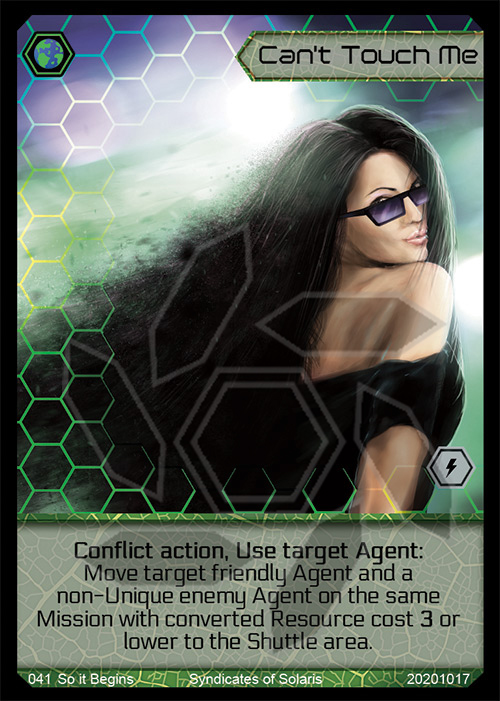 Can't Touch Me
Conflict action, Use target Agent:
Move target friendly Agent and a
non-Unique enemy Agent on the same
Mission with converted Resource cost 3 or
lower to the Shuttle area.
041 So it Begins Syndicates of Solaris 20201017